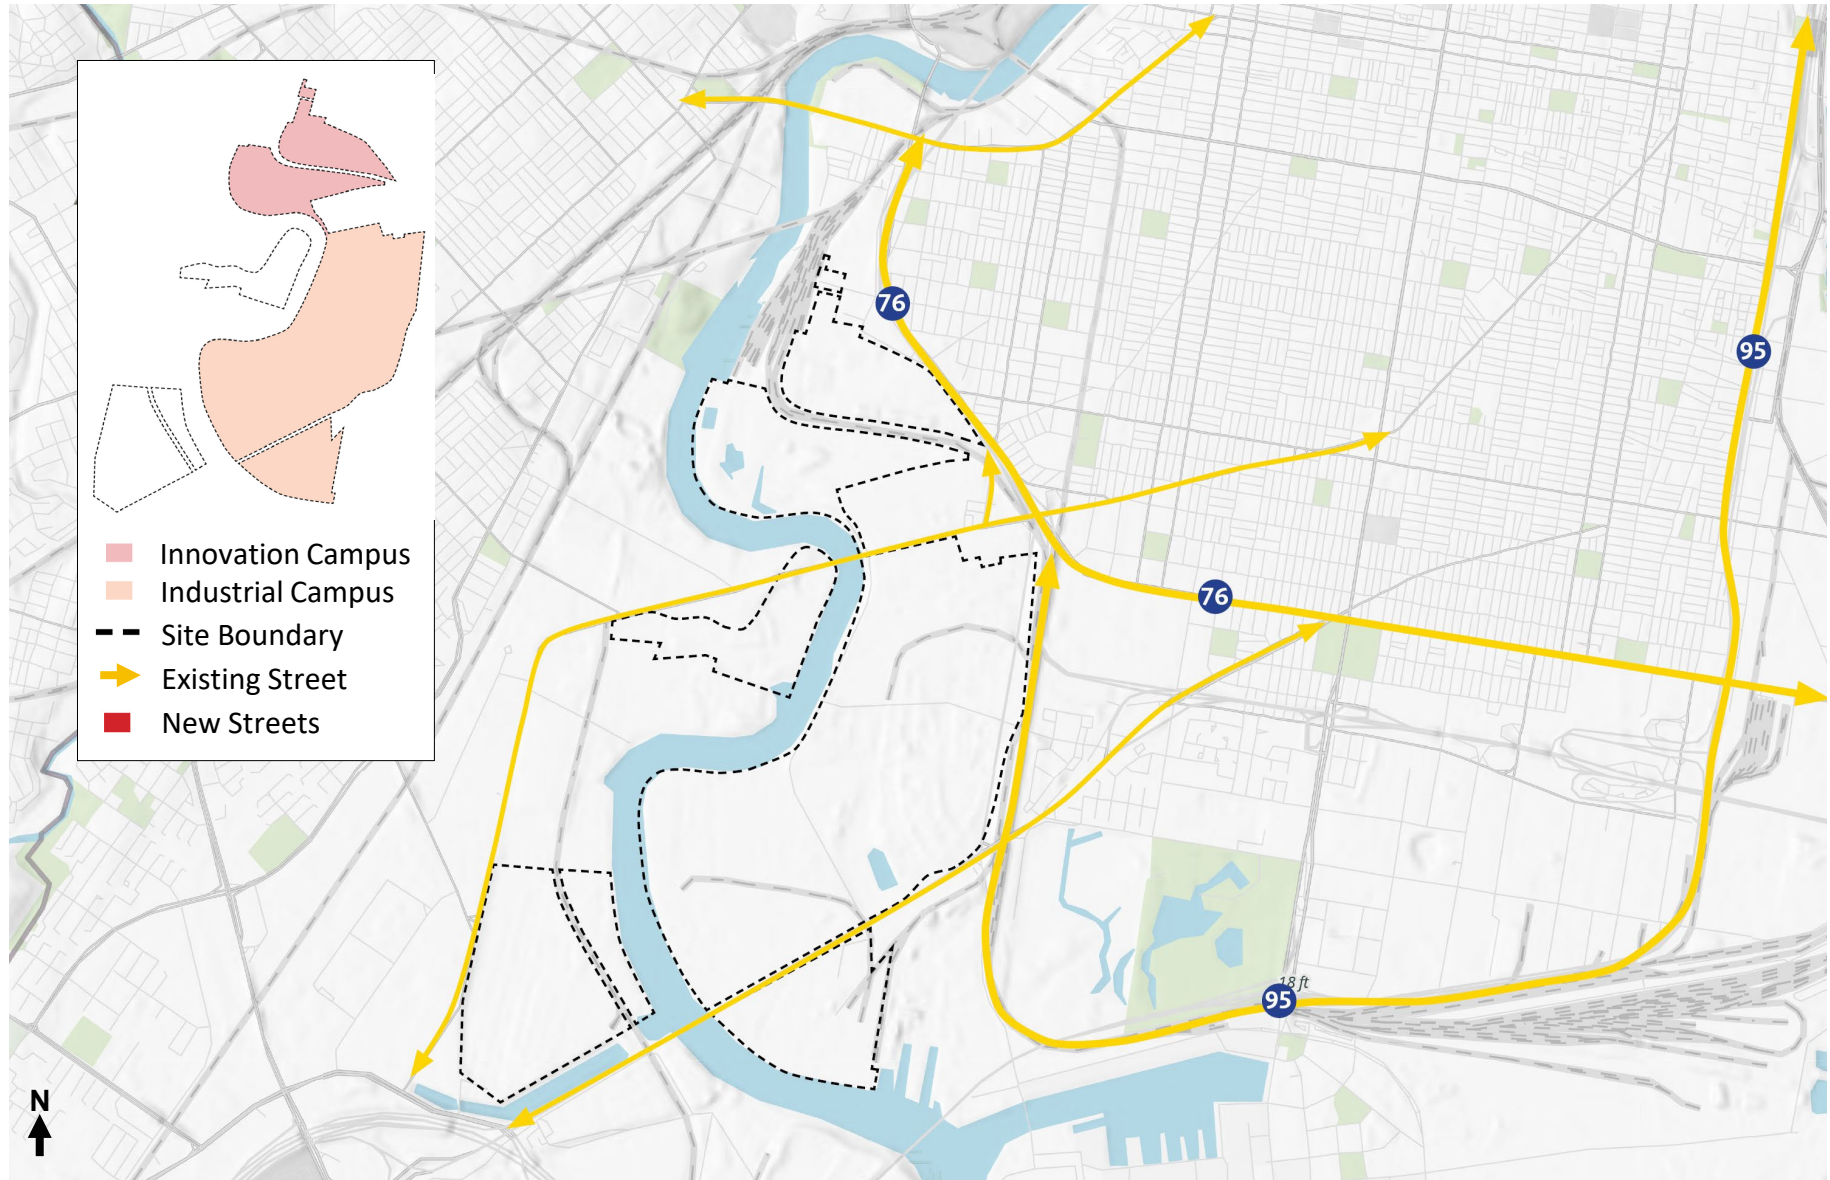 Innovation Campus
Industrial Campus
Site Boundary
Existing Street
New Streets
76
95
76
18 ft
95
N